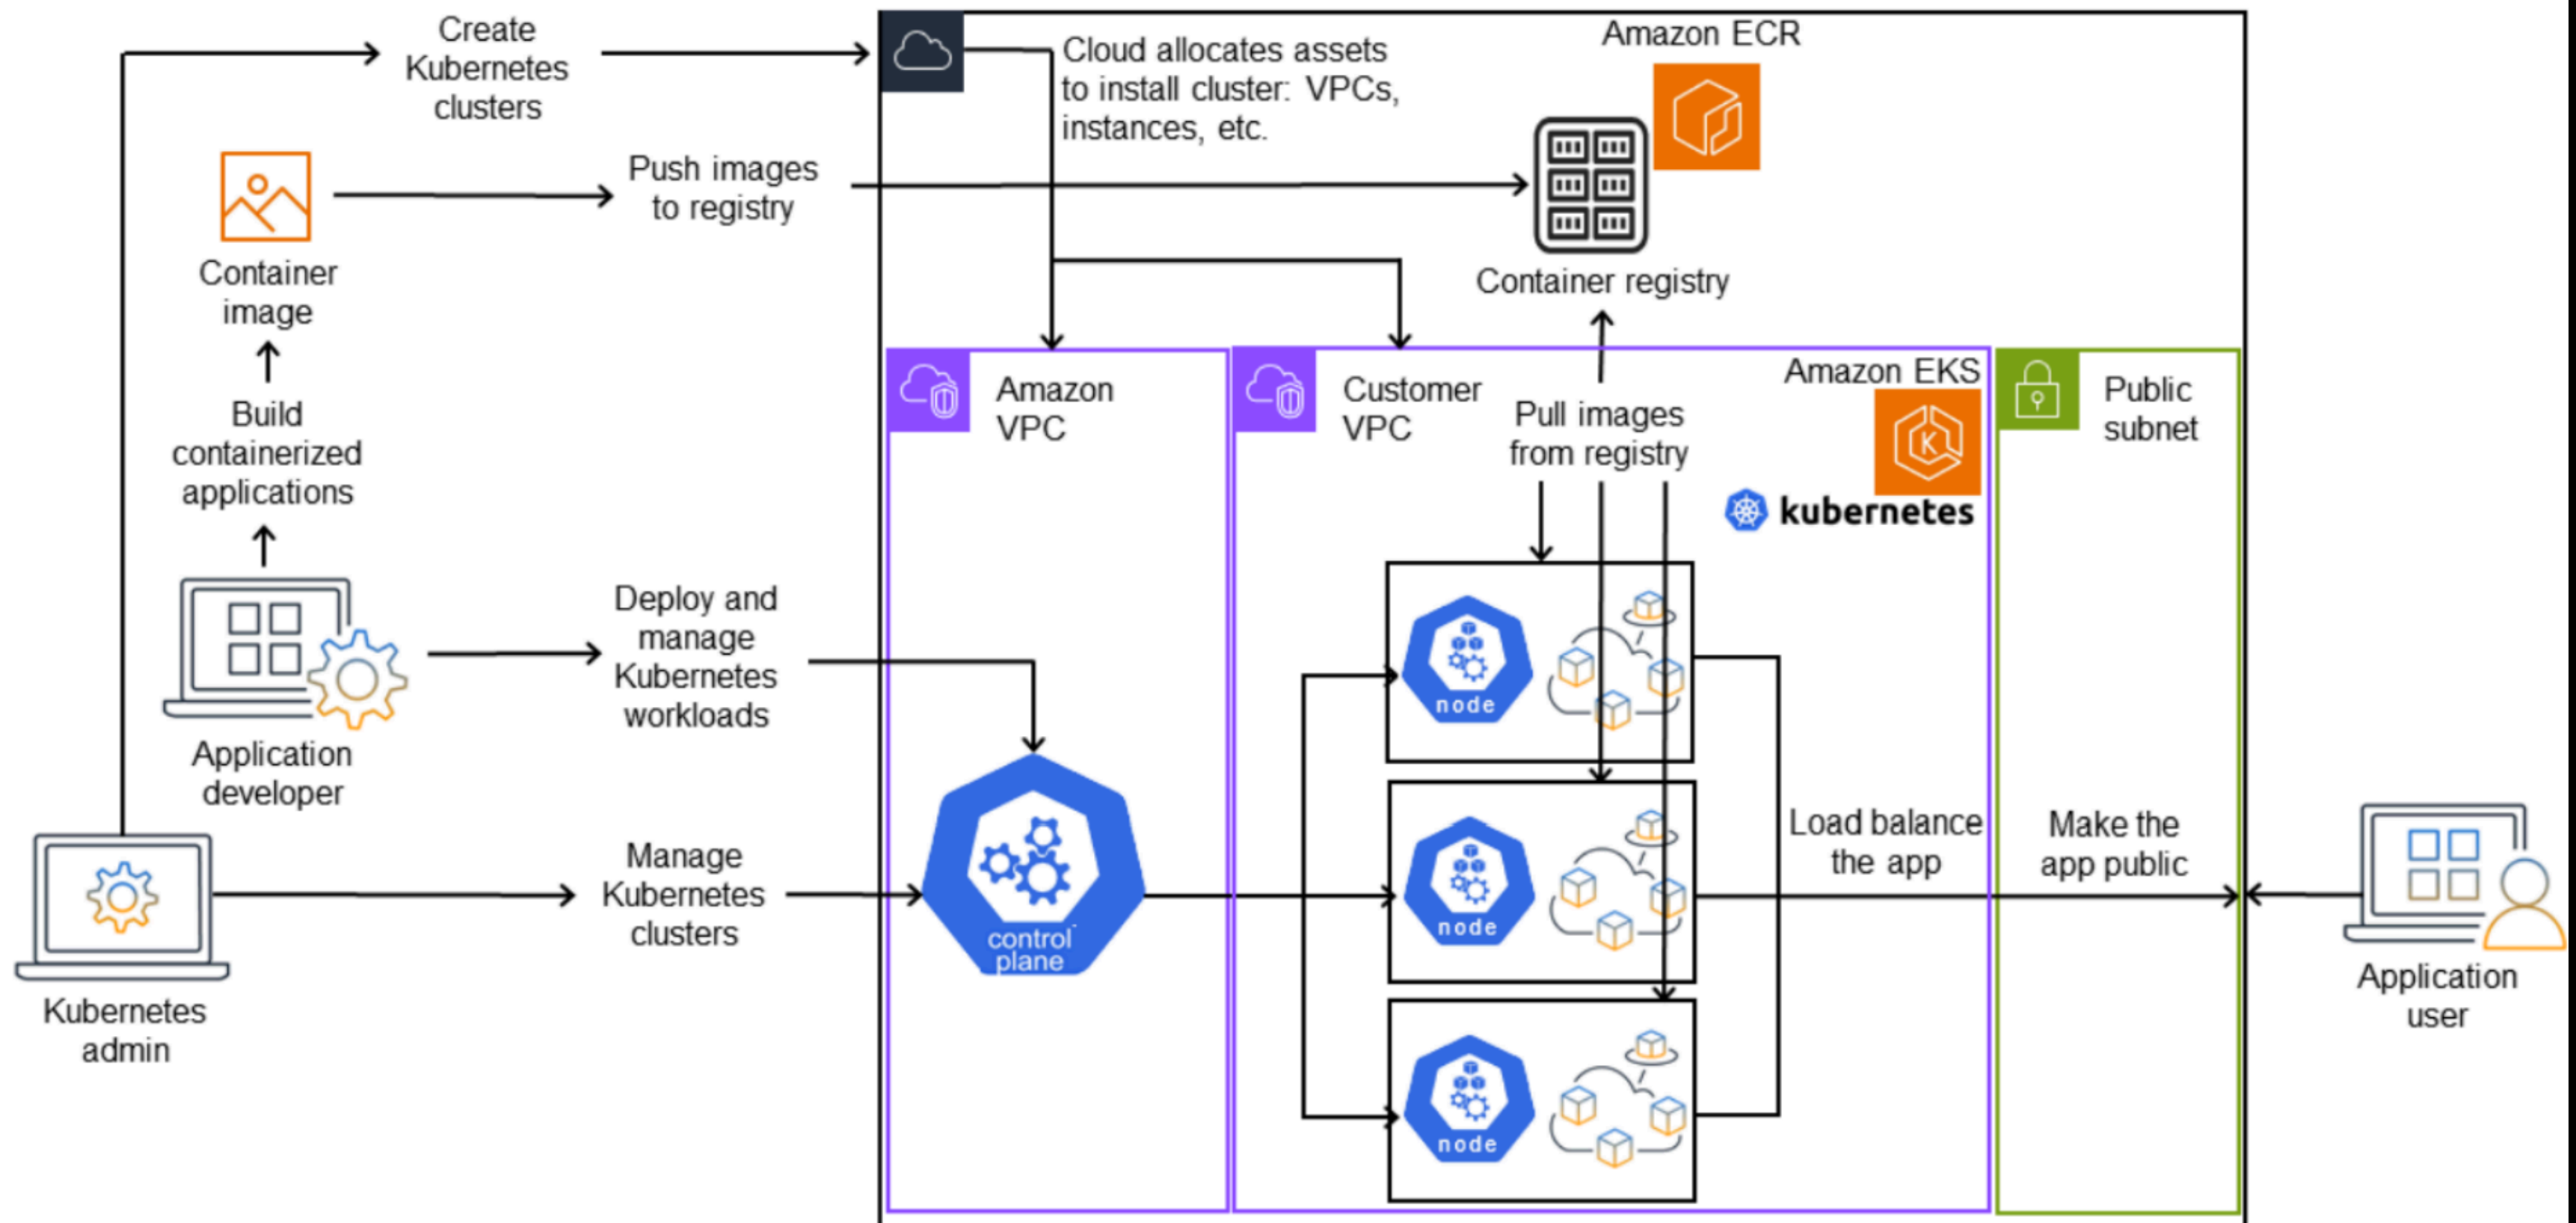 Create
Kubernetes
clusters
Cloud allocates assets
to install cluster: VPCs,
instances, etc.
Amazon ECR
Push images
to registry
Container
image
Container registry
Build
containerized
applications
Amazon
VPC
Customer
VPC
Pull images
from registry
Amazon EKS
K
kubernetes
Public
subnet
Application
developer
Deploy and
manage
Kubernetes
workloads
Kubernetes
admin
Manage
Kubernetes
clusters
control
plane
node
node
node
Load balance
the app
Make the
app public
Application
user